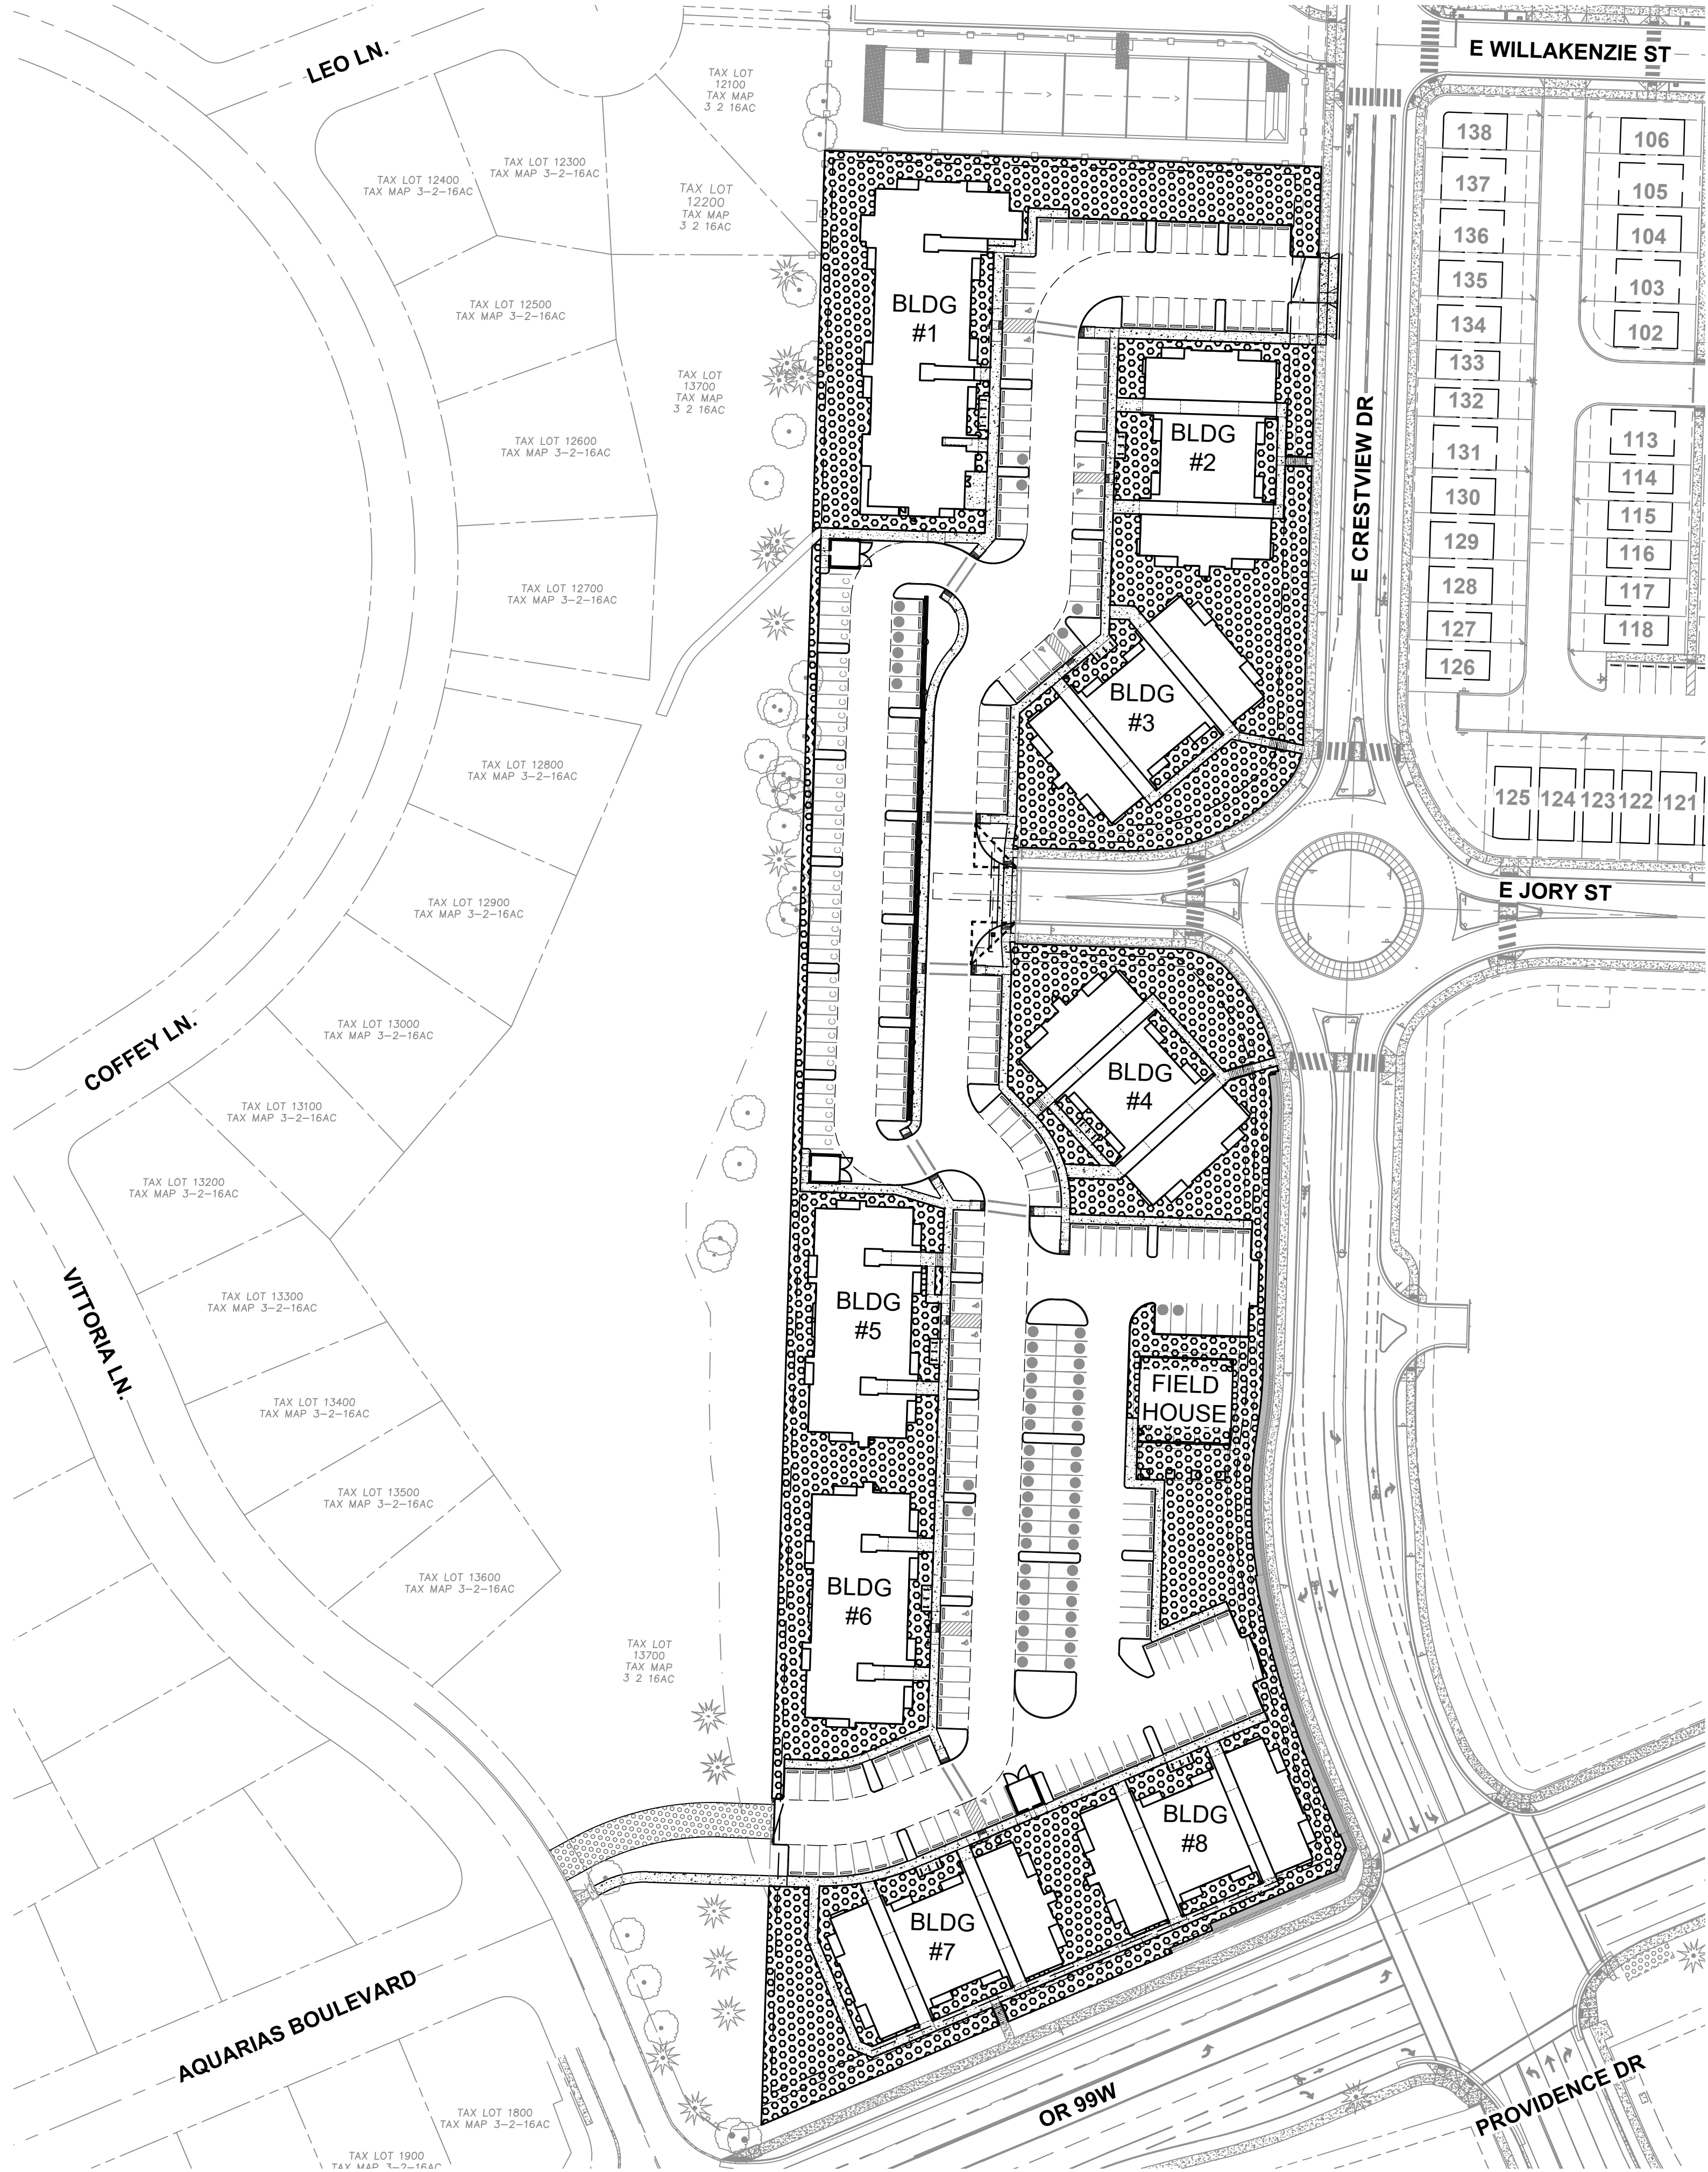 LEO LN.
E WILLAKENZIE ST
TAX LOT
12100
TAX MAP
3 2 16AC
138
106
TAX LOT 12300
TAX MAP 3-2-16AC
TAX LOT 12400
TAX MAP 3-2-16AC
137
105
TAX LOT
12200
TAX MAP
3 2 16AC
136
104
135
103
BLDG
#1
TAX LOT 12500
TAX MAP 3-2-16AC
134
102
133
TAX LOT
13700
TAX MAP
3 2 16AC
132
E CRESTVIEW DR
BLDG
#2
TAX LOT 12600
TAX MAP 3-2-16AC
131
113
114
130
115
129
116
TAX LOT 12700
TAX MAP 3-2-16AC
128
117
127
118
126
BLDG
#3
TAX LOT 12800
TAX MAP 3-2-16AC
125
124
123
122
121
E JORY ST
TAX LOT 12900
TAX MAP 3-2-16AC
COFFEY LN.
TAX LOT 13000
TAX MAP 3-2-16AC
BLDG
#4
TAX LOT 13100
TAX MAP 3-2-16AC
TAX LOT 13200
TAX MAP 3-2-16AC
VITTORIA LN.
TAX LOT 13300
TAX MAP 3-2-16AC
BLDG
#5
FIELD
HOUSE
TAX LOT 13400
TAX MAP 3-2-16AC
TAX LOT 13500
TAX MAP 3-2-16AC
TAX LOT 13600
TAX MAP 3-2-16AC
BLDG
#6
TAX LOT
13700
TAX MAP
3 2 16AC
BLDG
#8
BLDG
#7
AQUARIAS BOULEVARD
OR 99W
PROVIDENCE DR
TAX LOT 1800
TAX MAP 3-2-16AC
TAX LOT 1900
TAX MAP 3-2-16AC